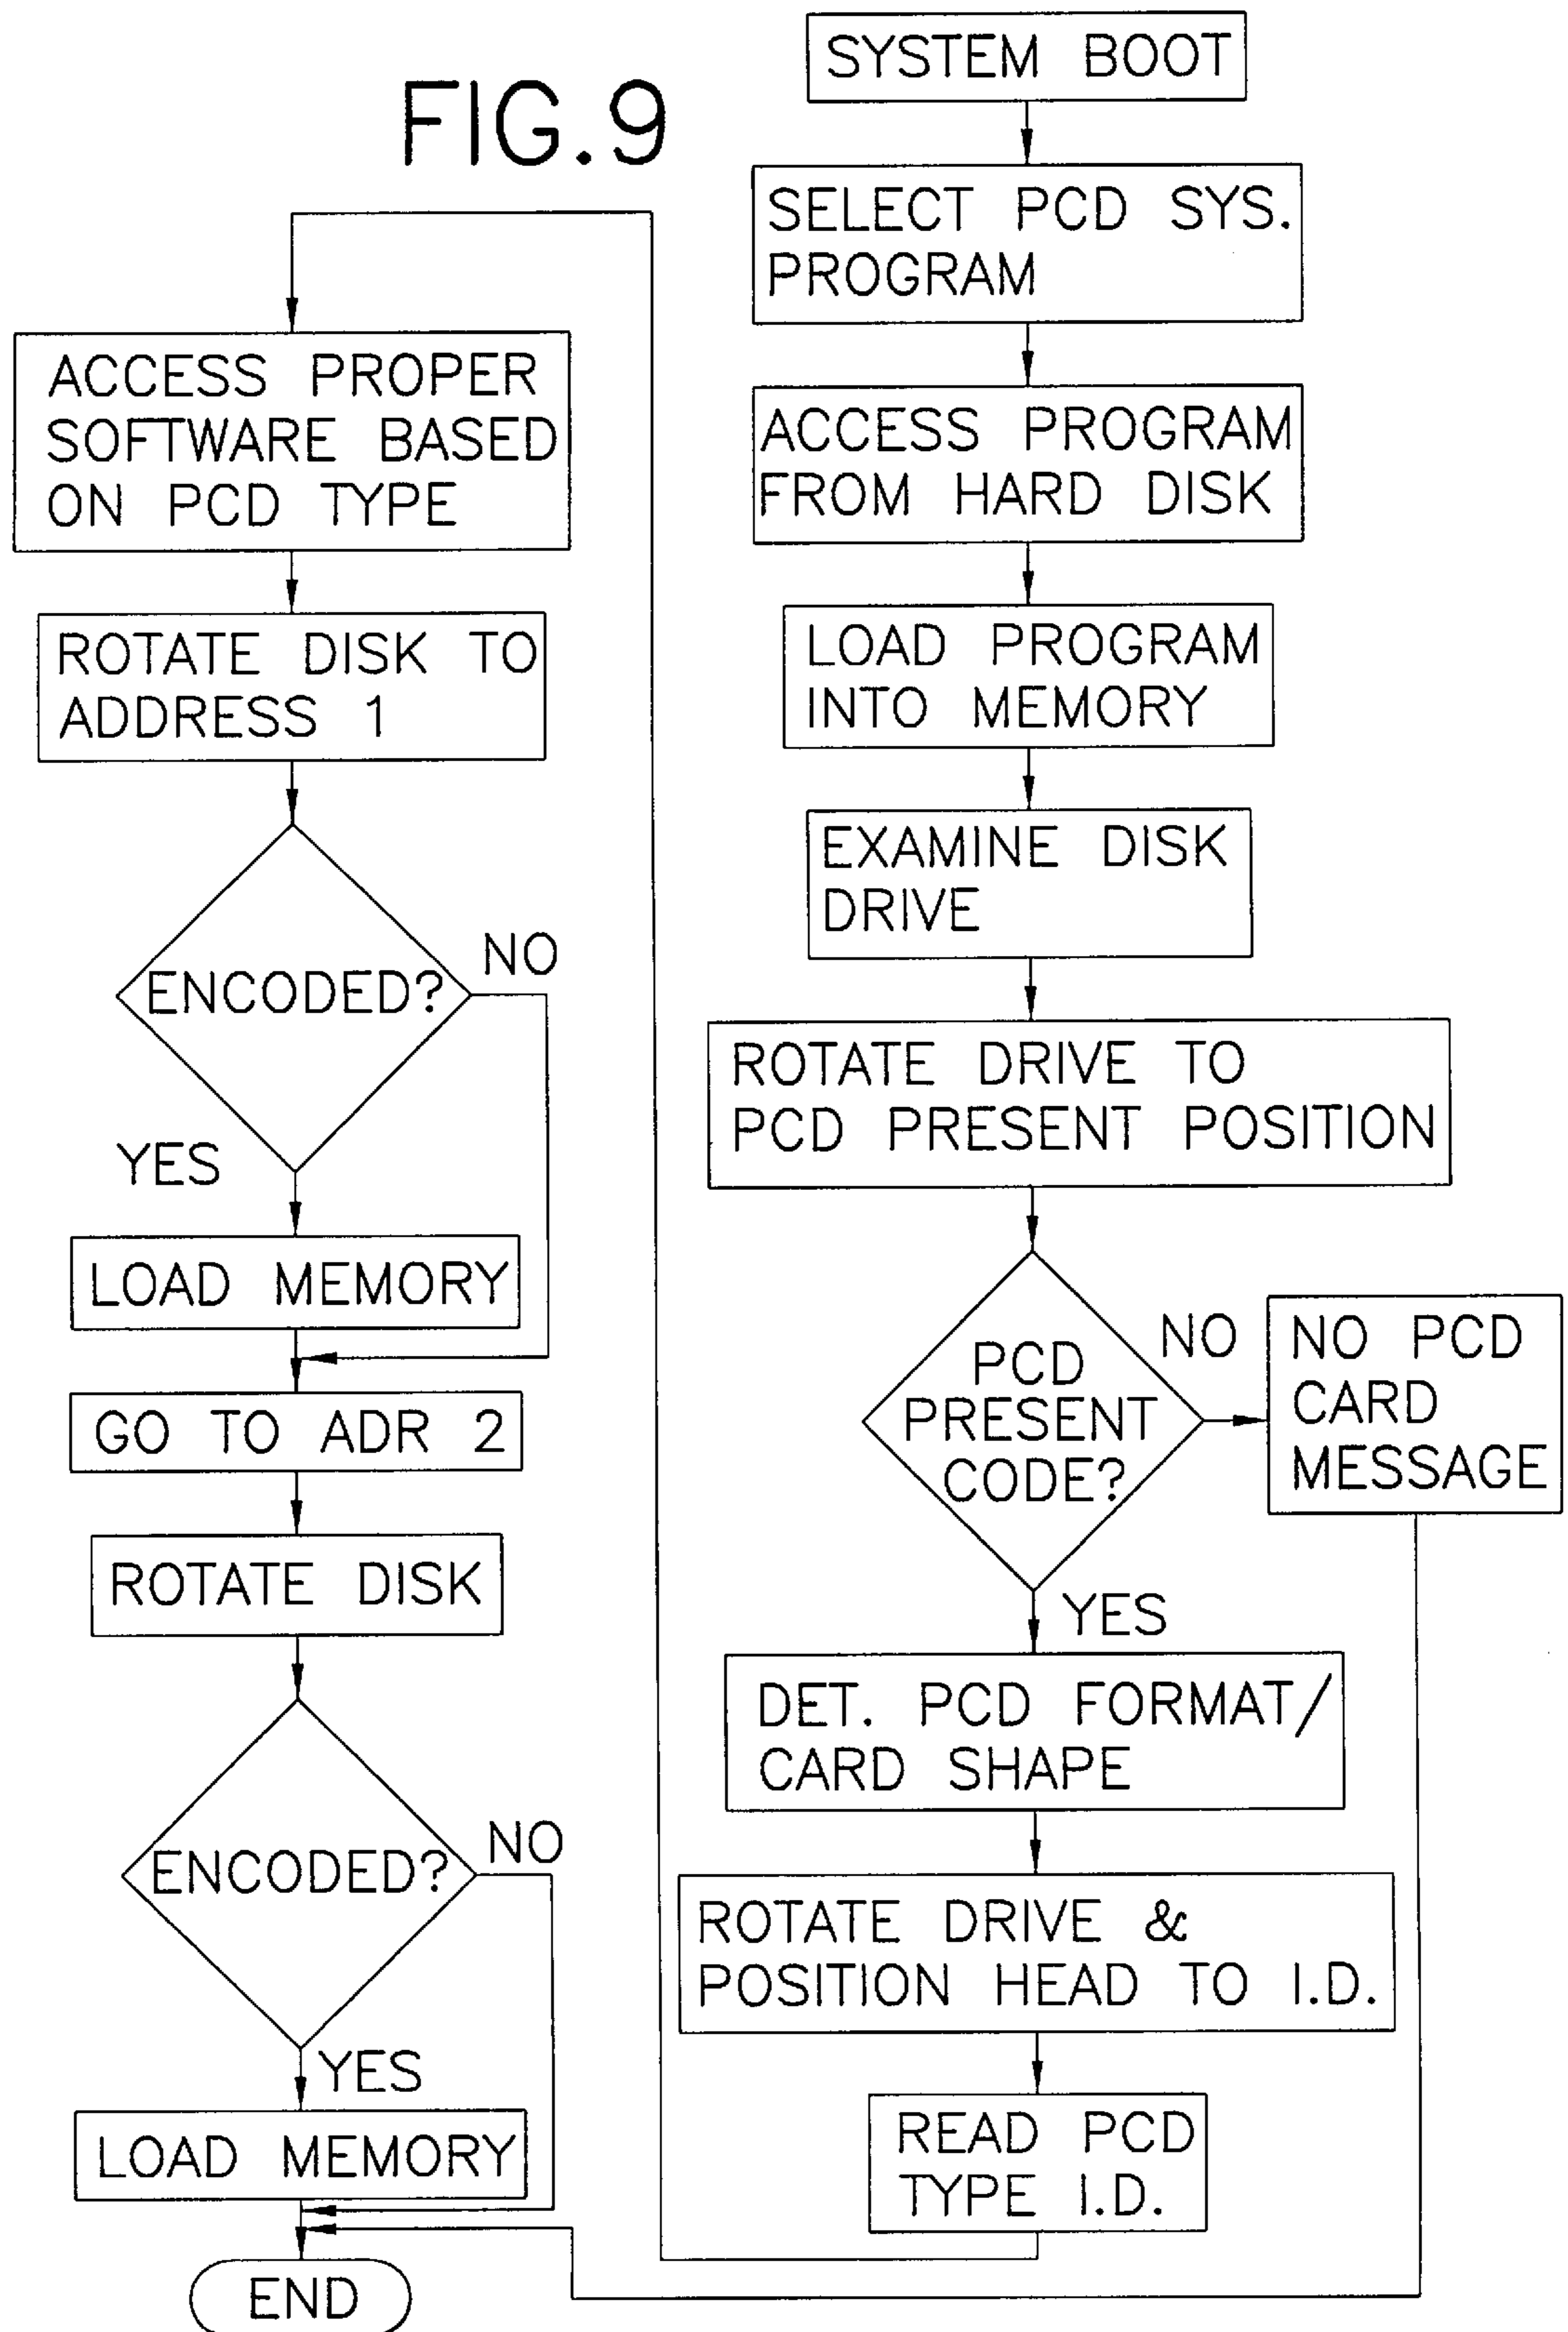 FIG.9
SYSTEM BOOT
SELECT PCD SYS.
PROGRAM
ACCESS PROGRAM
FROM HARD DISK
LOAD PROGRAM
INTO MEMORY
EXAMINE DISK
DRIVE
ROTATE DRIVE TO
PCD PRESENT POSITION
PCD
PRESENT
CODE?
NO
NO PCD
CARD
MESSAGE
YES
DET. PCD FORMAT/
CARD SHAPE
ROTATE DRIVE &
POSITION HEAD TO I.D.
READ PCD
TYPE I.D.
ACCESS PROPER
SOFTWARE BASED
ON PCD TYPE
ROTATE DISK TO
ADDRESS 1
ENCODED?
NO
YES
LOAD MEMORY
GO TO ADR 2
ROTATE DISK
ENCODED?
NO
YES
LOAD MEMORY
END